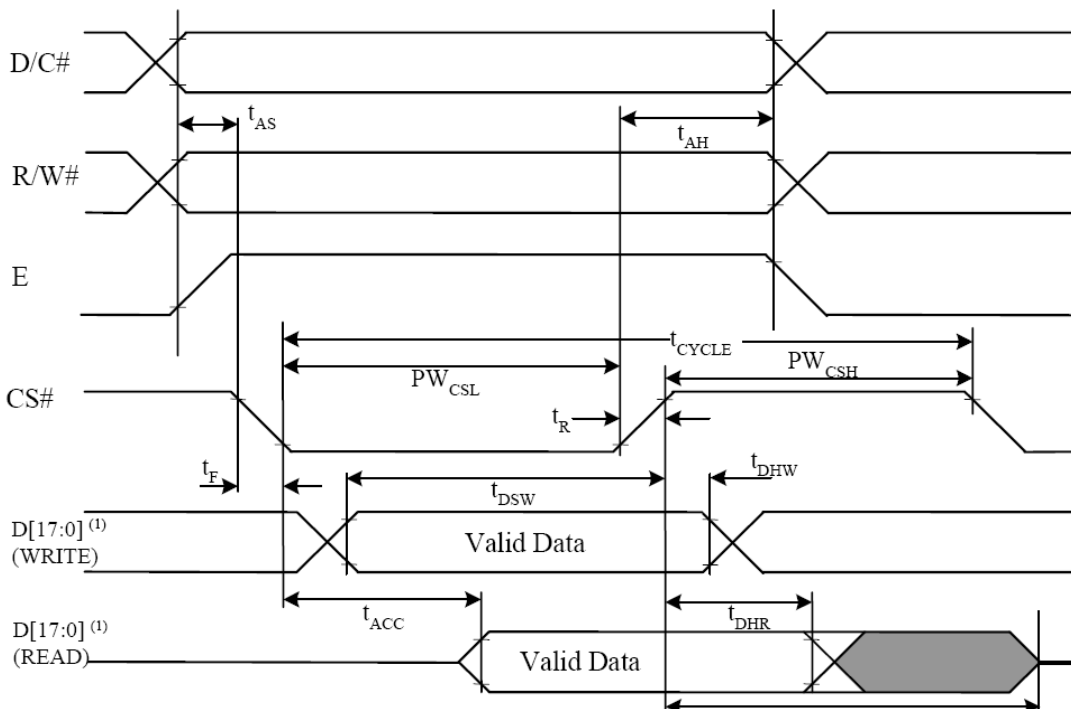 D/C#
t_AS
t_AH
R/W#
E
t_CYCLE
PW_CSL
PW_CSH
CS#
t_R
t_F
t_DSW
t_DHW
D[17:0] (1)
(WRITE)
Valid Data
t_ACC
t_DHR
D[17:0] (1)
(READ)
Valid Data